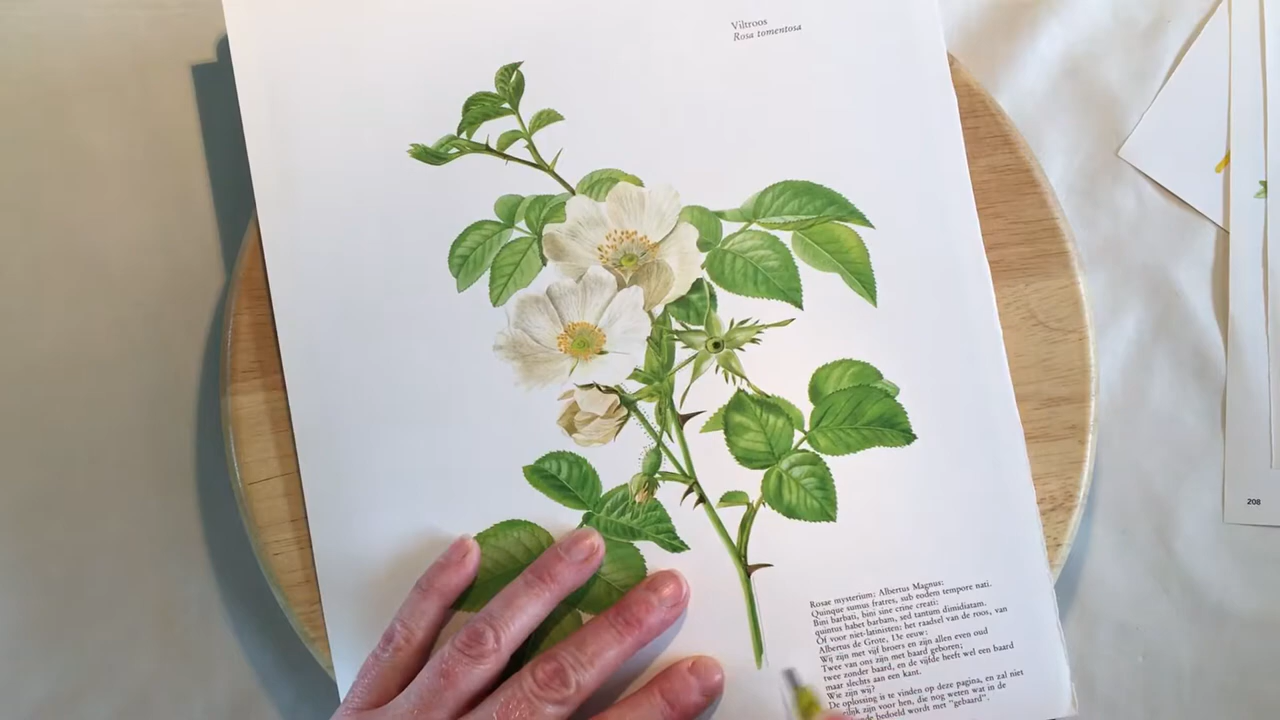 Viltroos
Rosa tomentosa
Rosae mysterium: Albertus Magnus:
Quinque sumus fratres, sub eodem tempore nati.
Bini barbati, bini sine crine creati:
quintus habet barbam, sed tantum dimidiatam.
Of voor niet-latinisten: het raadsel van de roos, van
Albertus de Grote, 13e eeuw:
Wij zijn met vijf broers en zijn allen even oud
Twee van ons zijn met baard geboren;
twee zonder baard, en de vijfde heeft wel een baard
maar slechts aan een kant.
Wie zijn wij?
De oplossing is te vinden op deze pagina, en zal niet
zijn voor hen, die nog weten wat in de
bedoeld wordt met "gebaard".
208